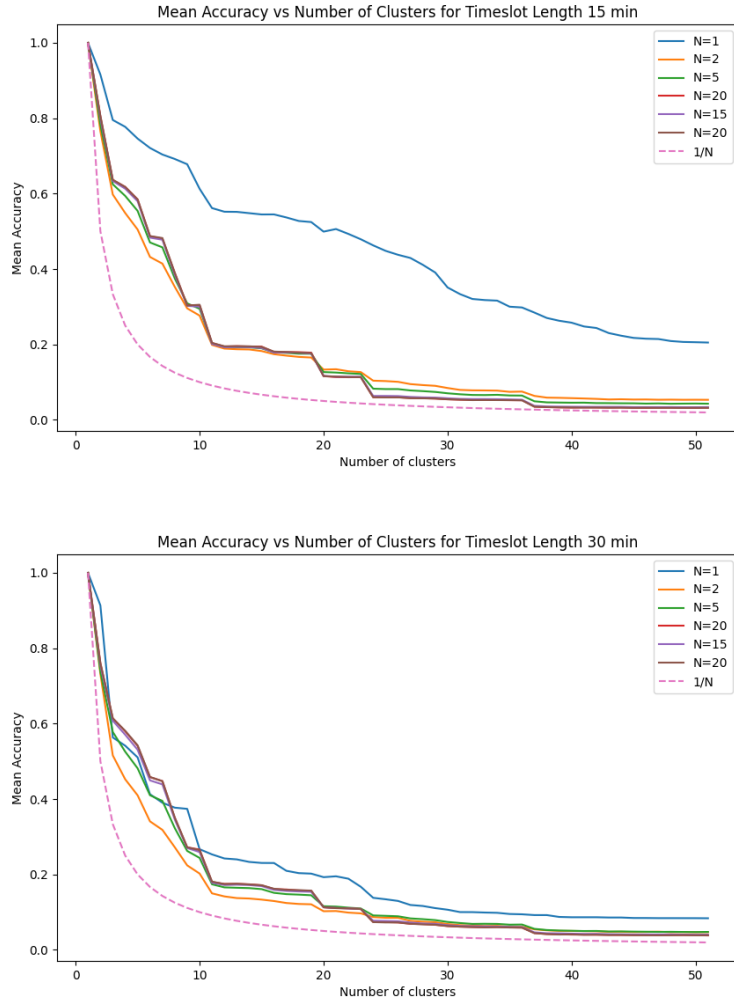 Mean Accuracy vs Number of Clusters for Timeslot Length 15 min
1.0
0.8
0.6
0.4
0.2
0.0
Mean Accuracy
N=1
N=2
N=5
N=20
N=15
N=20
1/N
0 10 20 30 40 50
Number of clusters
Mean Accuracy vs Number of Clusters for Timeslot Length 30 min
1.0
0.8
0.6
0.4
0.2
0.0
Mean Accuracy
N=1
N=2
N=5
N=20
N=15
N=20
1/N
0 10 20 30 40 50
Number of clusters